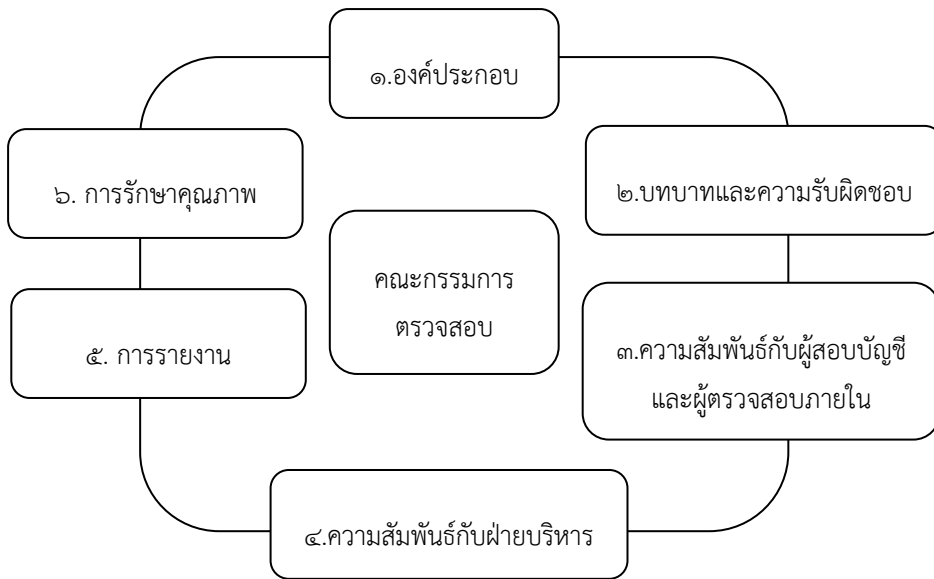 ๑.องค์ประกอบ
๒.บทบาทและความรับผิดชอบ
๓.ความสัมพันธ์กับผู้สอบบัญชี
และผู้ตรวจสอบภายใน
๔.ความสัมพันธ์กับฝ่ายบริหาร
๕. การรายงาน
๖. การรักษาคุณภาพ
คณะกรรมการ
ตรวจสอบ